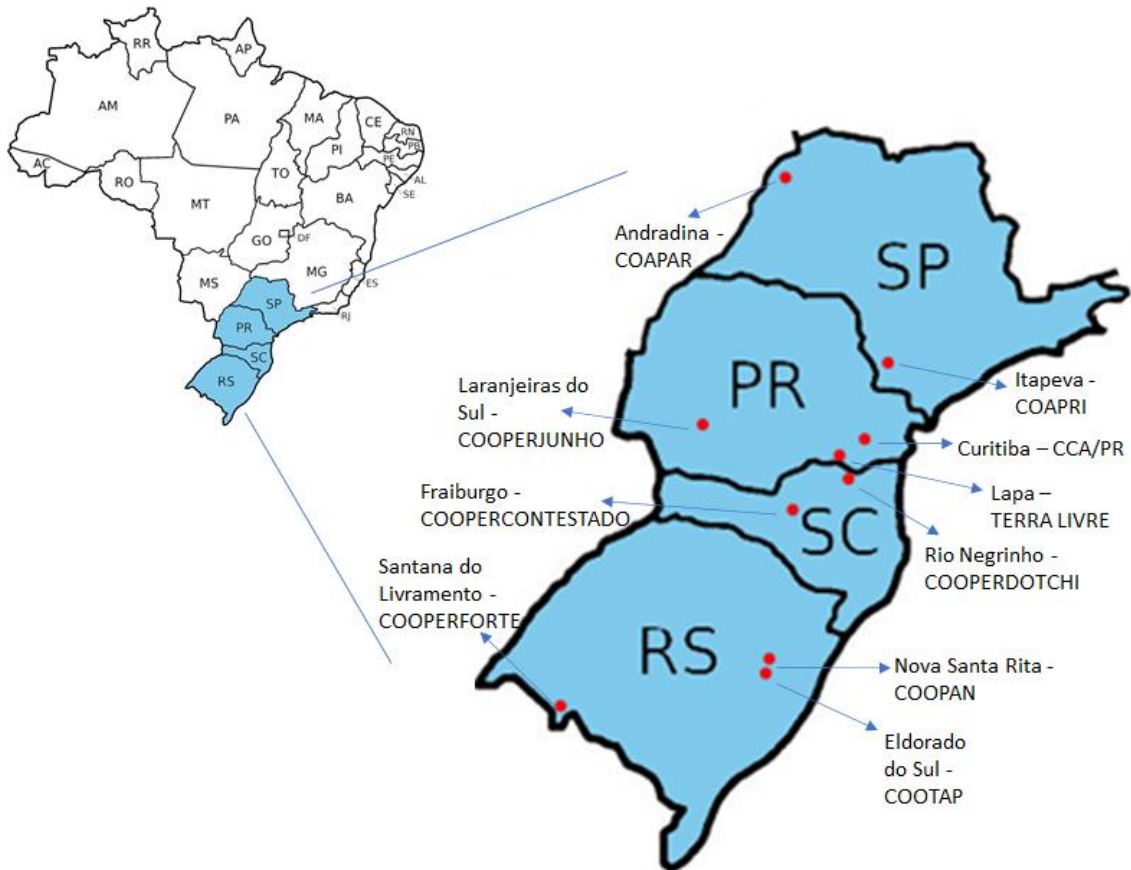 RR
AP
AM
PA
MA
CE
RN
PB
PI
PE
AC
TO
AL
RO
SE
BA
MT
GO
DF
MG
MS
ES
SP
RJ
PR
SC
RS
Andradina -
COAPAR
SP
Itapeva -
COAPRI
PR
Laranjeiras do
Sul -
COOPERJUNHO
Curitiba – CCA/PR
Lapa –
TERRA LIVRE
Fraiburgo -
COOPERCONTESTADO
SC
Rio Negrinho -
COOPERDOTCHI
Santana do
Livramento -
COOPERFORTE
RS
Nova Santa Rita -
COOPAN
Eldorado
do Sul -
COOTAP